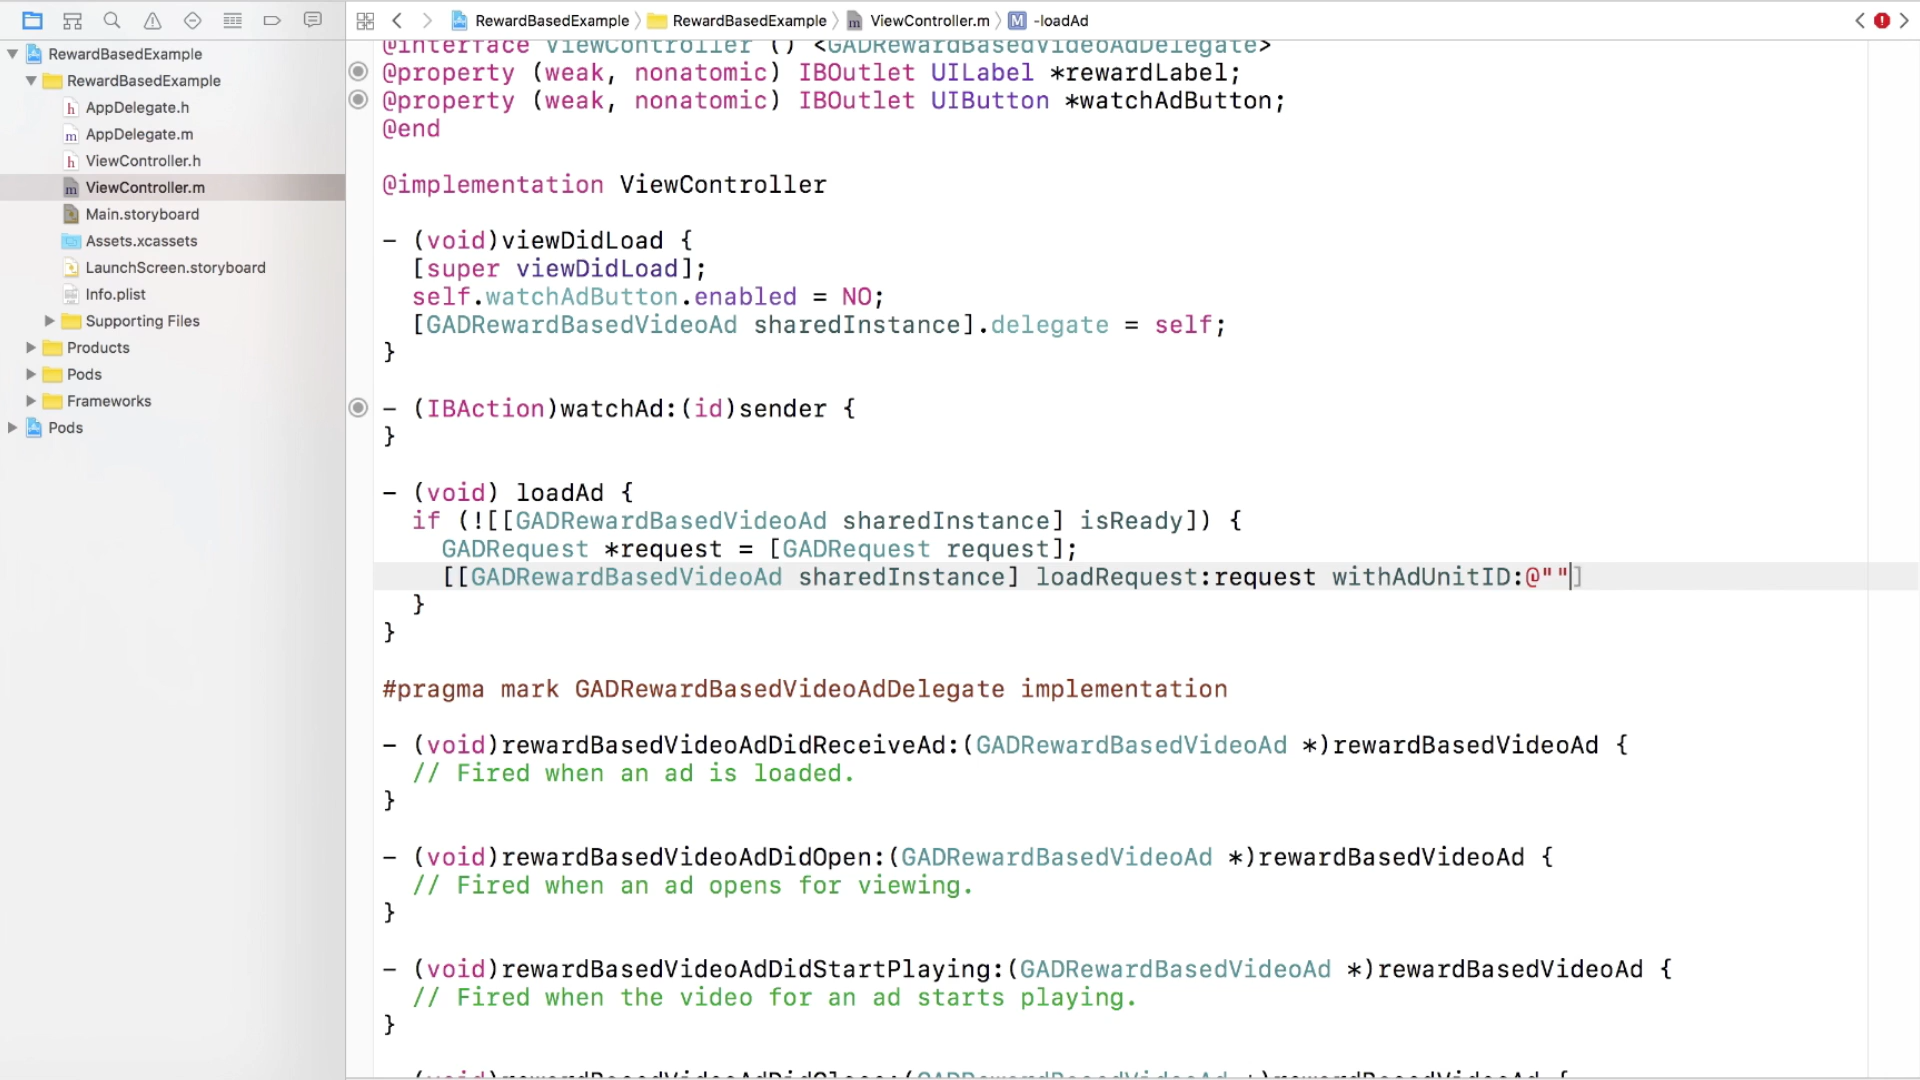 RewardBasedExample RewardBasedExample ViewController.m M -loadAd
RewardBasedExample
RewardBasedExample
h AppDelegate.h
m AppDelegate.m
h ViewController.h
m ViewController.m
Main.storyboard
Assets.xcassets
LaunchScreen.storyboard
Info.plist
Supporting Files
Products
Pods
Frameworks
Pods
@interface ViewController () <GADRewardBasedVideoAdDelegate>
@property (weak, nonatomic) IBOutlet UILabel *rewardLabel;
@property (weak, nonatomic) IBOutlet UIButton *watchAdButton;
@end
@implementation ViewController
- (void)viewDidLoad {
[super viewDidLoad];
self.watchAdButton.enabled = NO;
[GADRewardBasedVideoAd sharedInstance].delegate = self;
}
- (IBAction)watchAd:(id)sender {
}
- (void) loadAd {
if (![[GADRewardBasedVideoAd sharedInstance] isReady]) {
GADRequest *request = [GADRequest request];
[[GADRewardBasedVideoAd sharedInstance] loadRequest:request withAdUnitID:@""]
}
}
#pragma mark GADRewardBasedVideoAdDelegate implementation
- (void)rewardBasedVideoAdDidReceiveAd:(GADRewardBasedVideoAd *)rewardBasedVideoAd {
// Fired when an ad is loaded.
}
- (void)rewardBasedVideoAdDidOpen:(GADRewardBasedVideoAd *)rewardBasedVideoAd {
// Fired when an ad opens for viewing.
}
- (void)rewardBasedVideoAdDidStartPlaying:(GADRewardBasedVideoAd *)rewardBasedVideoAd {
// Fired when the video for an ad starts playing.
}